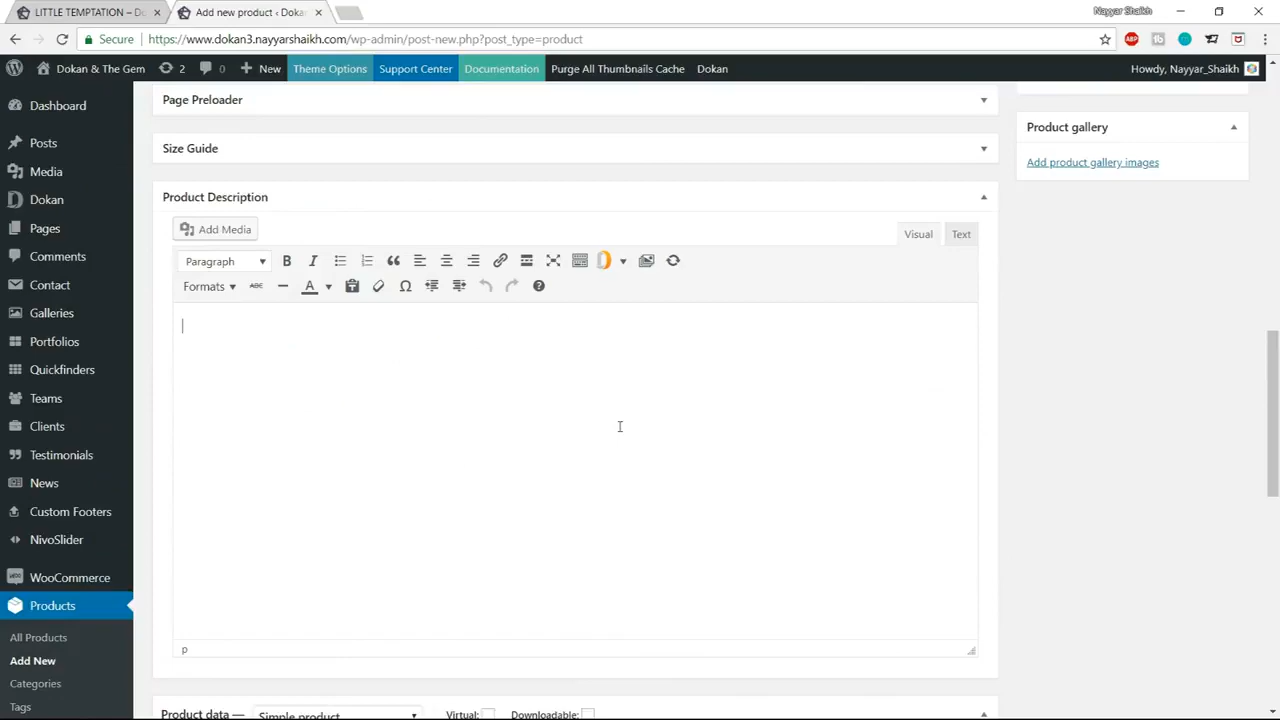 LITTLE TEMPTATION – D
Add new product ‹ Doka
Nayyar Shaikh
Secure
https://www.dokan3.nayyarshaikh.com/wp-admin/post-new.php?post_type=product
ABP
Dokan & The Gem
2
0
New
Theme Options
Support Center
Documentation
Purge All Thumbnails Cache
Dokan
Howdy, Nayyar_Shaikh
Dashboard
Posts
Media
Dokan
Pages
Comments
Contact
Galleries
Portfolios
Quickfinders
Teams
Clients
Testimonials
News
Custom Footers
NivoSlider
WooCommerce
Products
All Products
Add New
Categories
Tags
Page Preloader
Size Guide
Product Description
Add Media
Visual
Text
Paragraph
B
I
Formats
ABC
A
p
Product data —
Simple product
Virtual:
Downloadable:
Product gallery
Add product gallery images